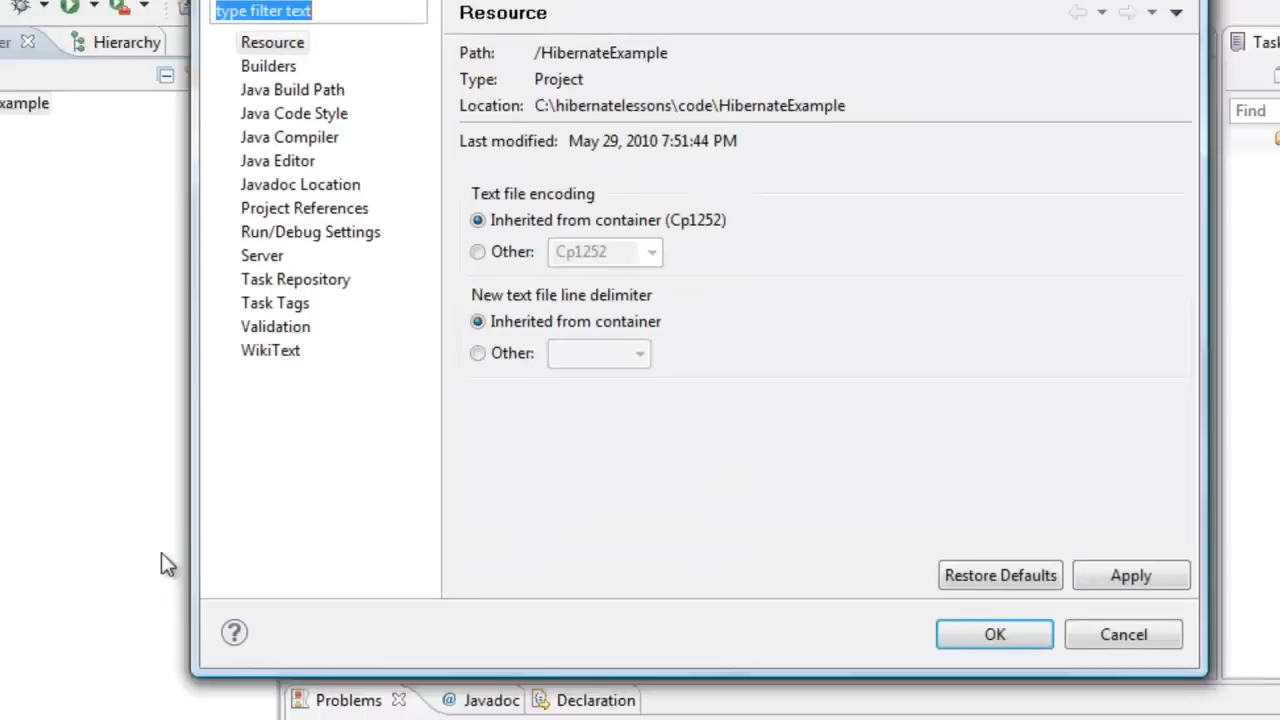 type filter text
Resource
Hierarchy
Task
Resource
Builders
Java Build Path
Java Code Style
Java Compiler
Java Editor
Javadoc Location
Project References
Run/Debug Settings
Server
Task Repository
Task Tags
Validation
WikiText
xample
Path: /HibernateExample
Type: Project
Location: C:\hibernatelessons\code\HibernateExample
Last modified: May 29, 2010 7:51:44 PM
Text file encoding
Inherited from container (Cp1252)
Other: Cp1252
New text file line delimiter
Inherited from container
Other:
Find
Restore Defaults
Apply
OK
Cancel
Problems
@ Javadoc
Declaration